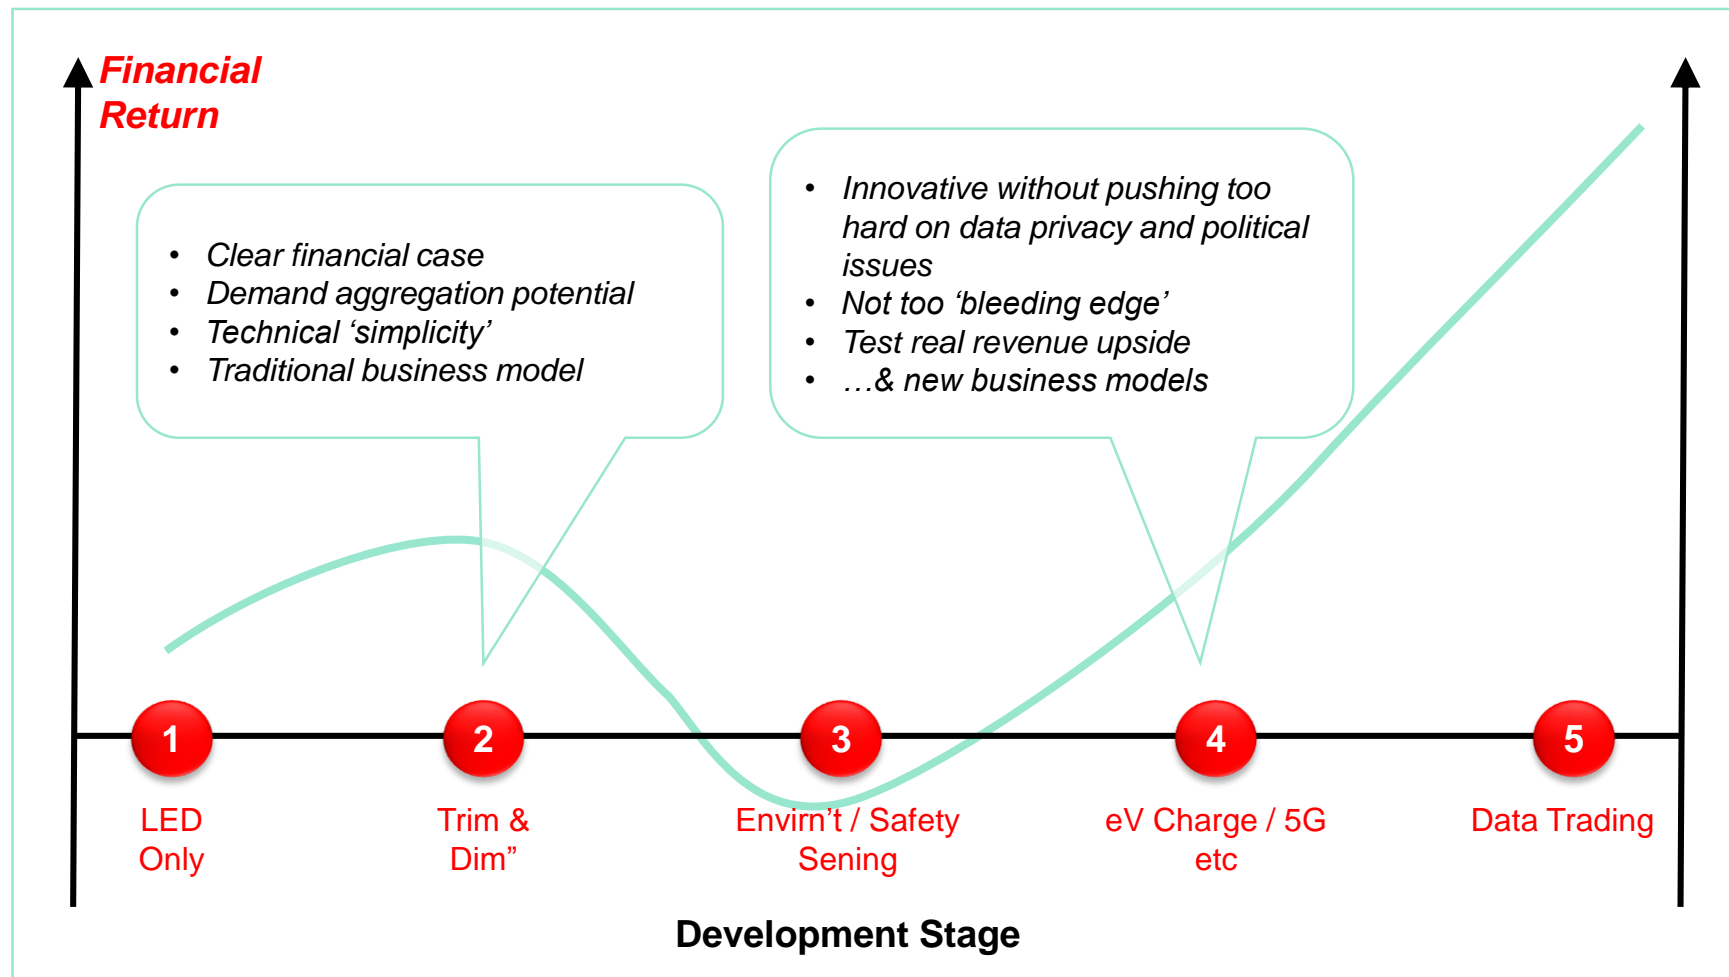 Financial
Return
• Clear financial case
• Demand aggregation potential
• Technical ‘simplicity’
• Traditional business model
• Innovative without pushing too
hard on data privacy and political
issues
• Not too ‘bleeding edge’
• Test real revenue upside
• …& new business models
1
2
3
4
5
LED
Only
Trim &
Dim”
Envirn’t / Safety
Sening
eV Charge / 5G
etc
Data Trading
Development Stage